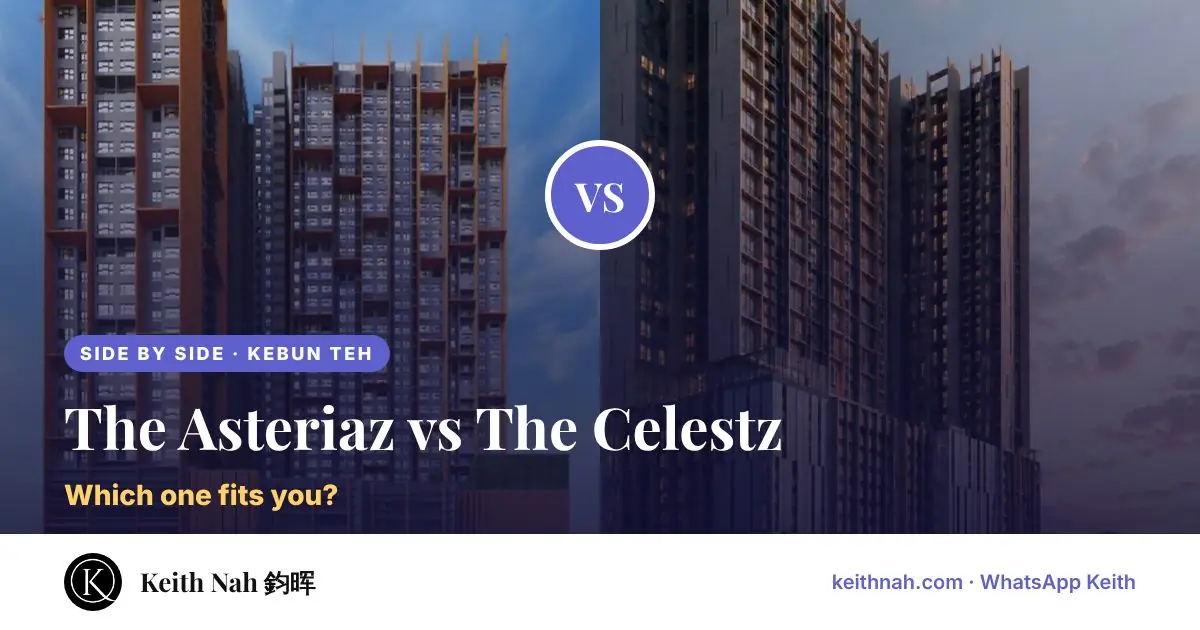 VS
SIDE BY SIDE · KEBUN TEH
The Asteriaz vs The Celestz
Which one fits you?
K
Keith Nah 鈞晖
keithnah.com · WhatsApp Keith